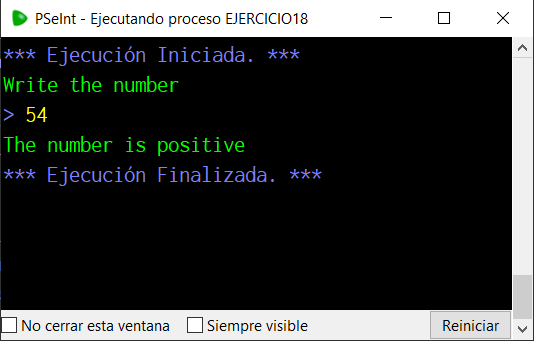 PSeInt - Ejecutando proceso EJERCICIO18
*** Ejecución Iniciada. ***
Write the number
> 54
The number is positive
*** Ejecución Finalizada. ***
No cerrar esta ventana Siempre visible Reiniciar